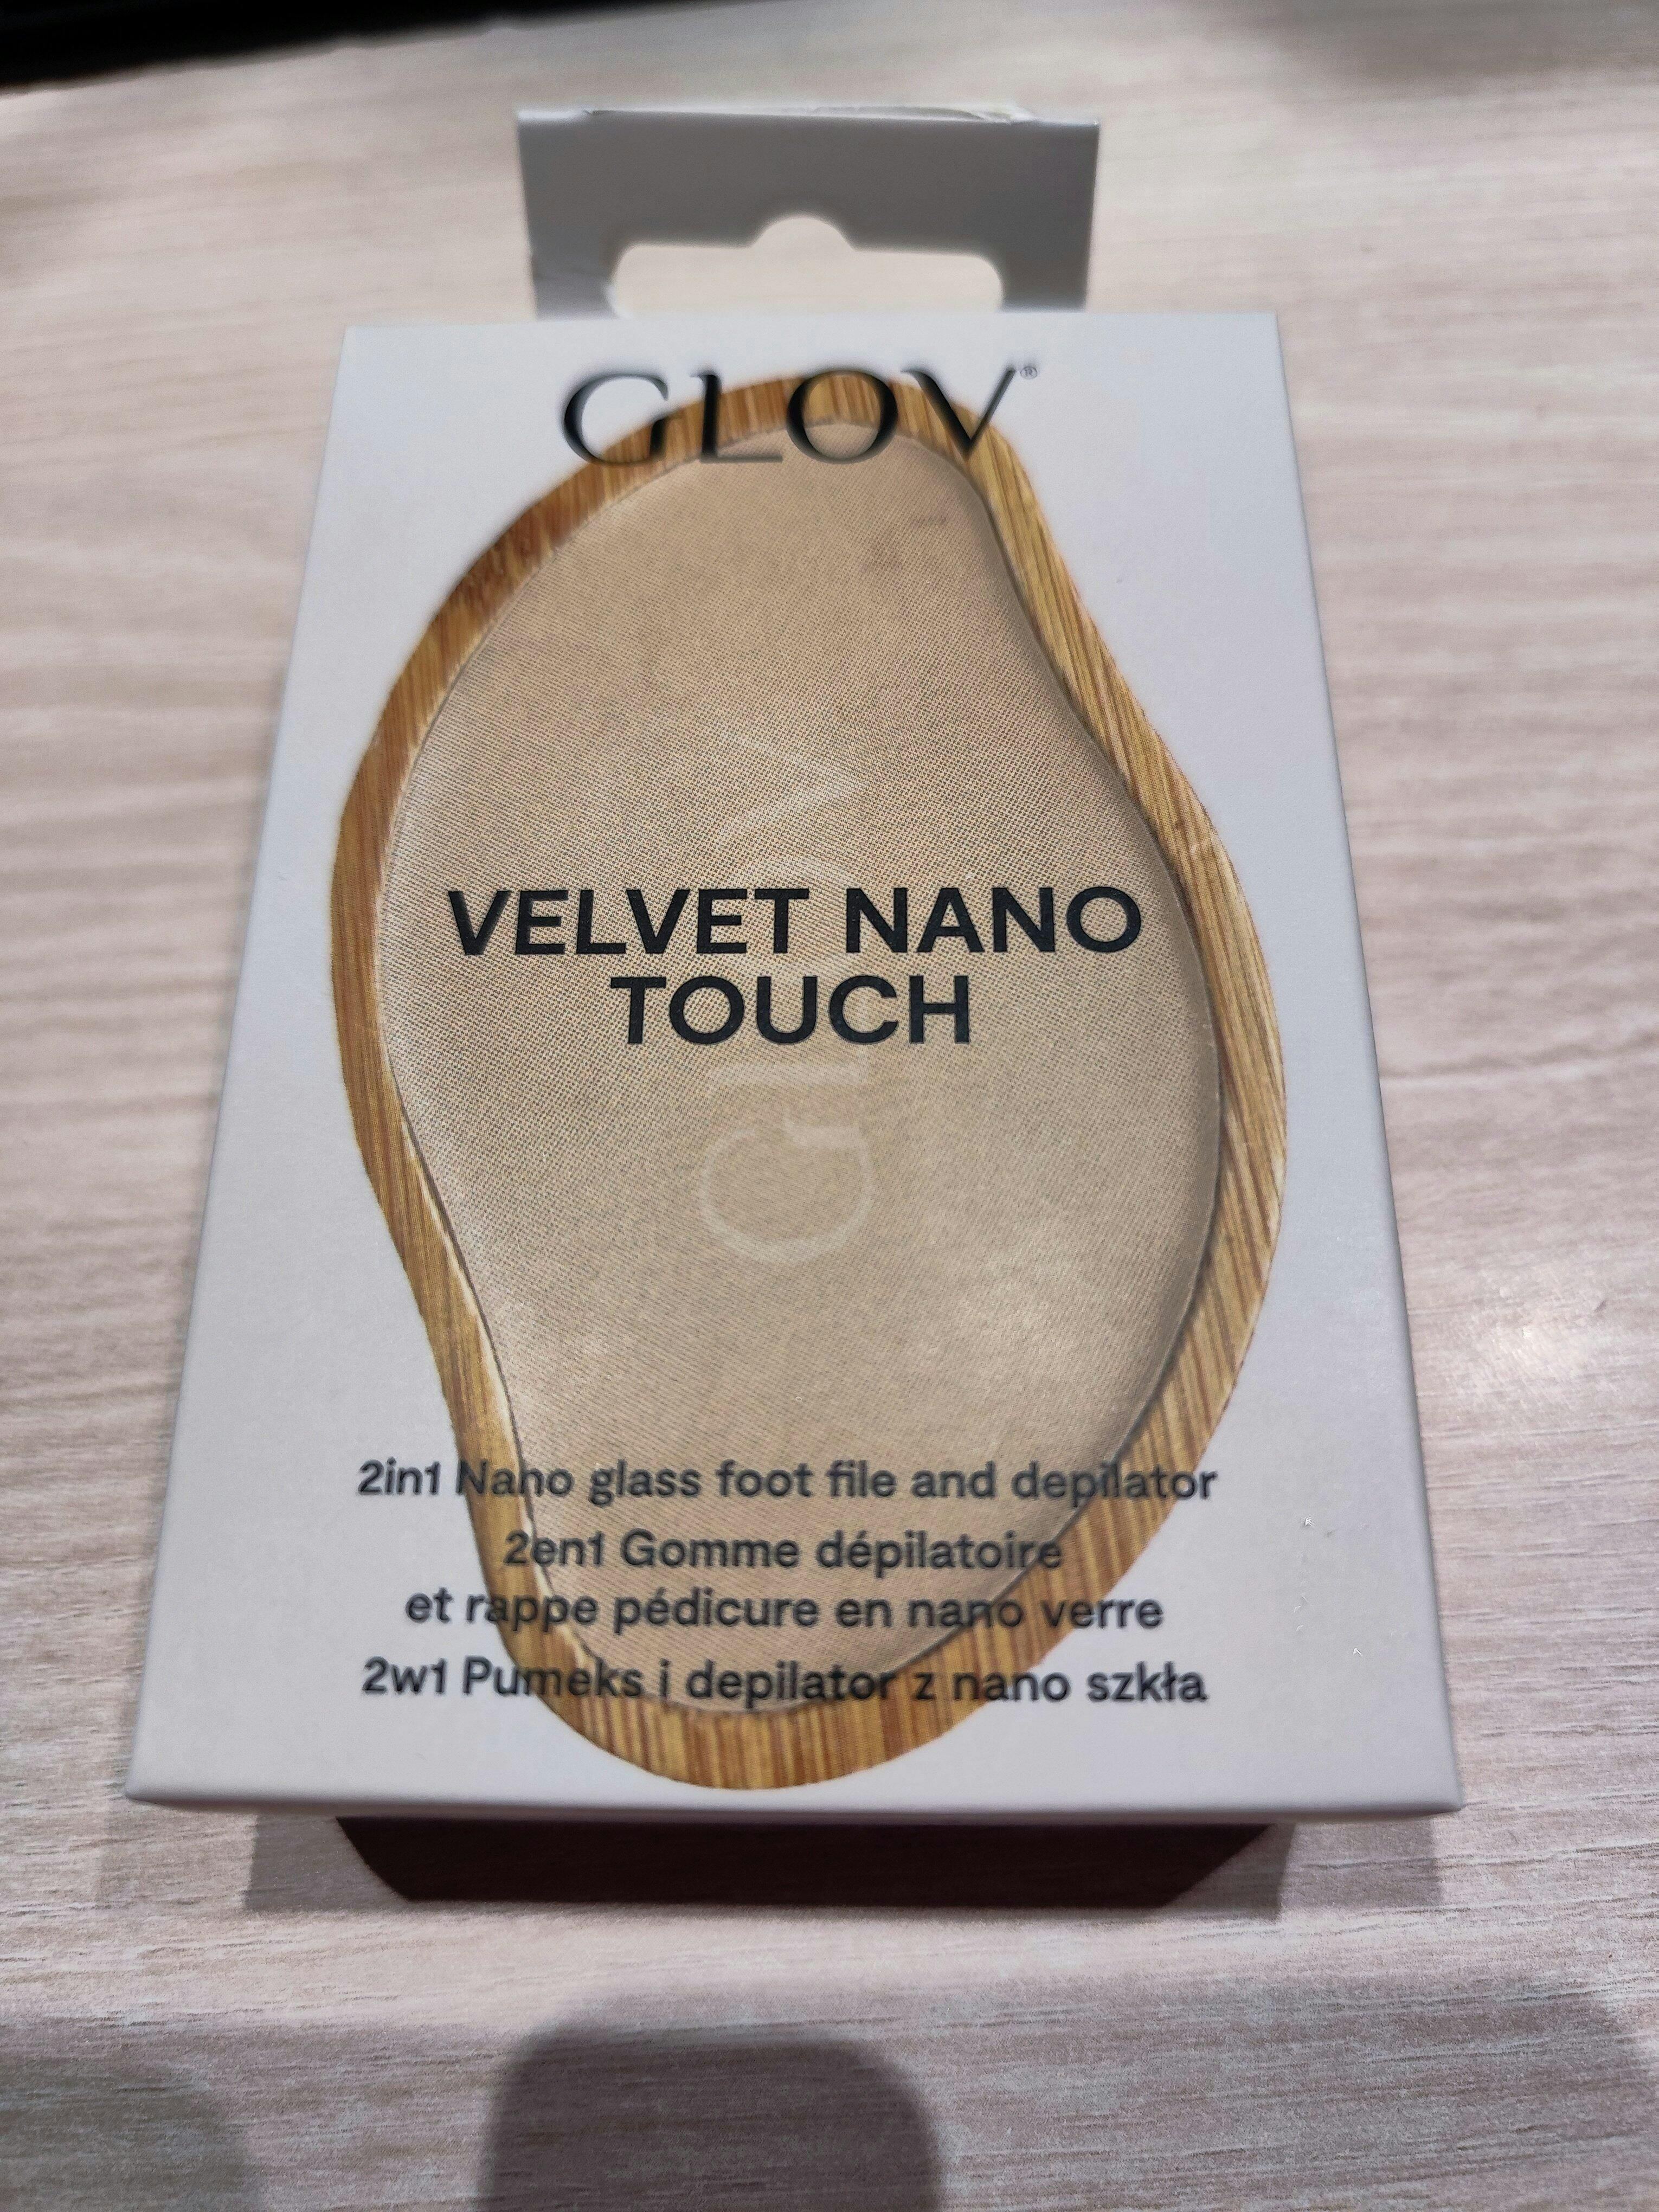 GLOV®
VELVET NANO
TOUCH
GLOV
2in1 Nano glass foot file and depilator
2en1 Gomme dépilatoire
et rappe pédicure en nano verre
2w1 Pumeks i depilator z nano szkła